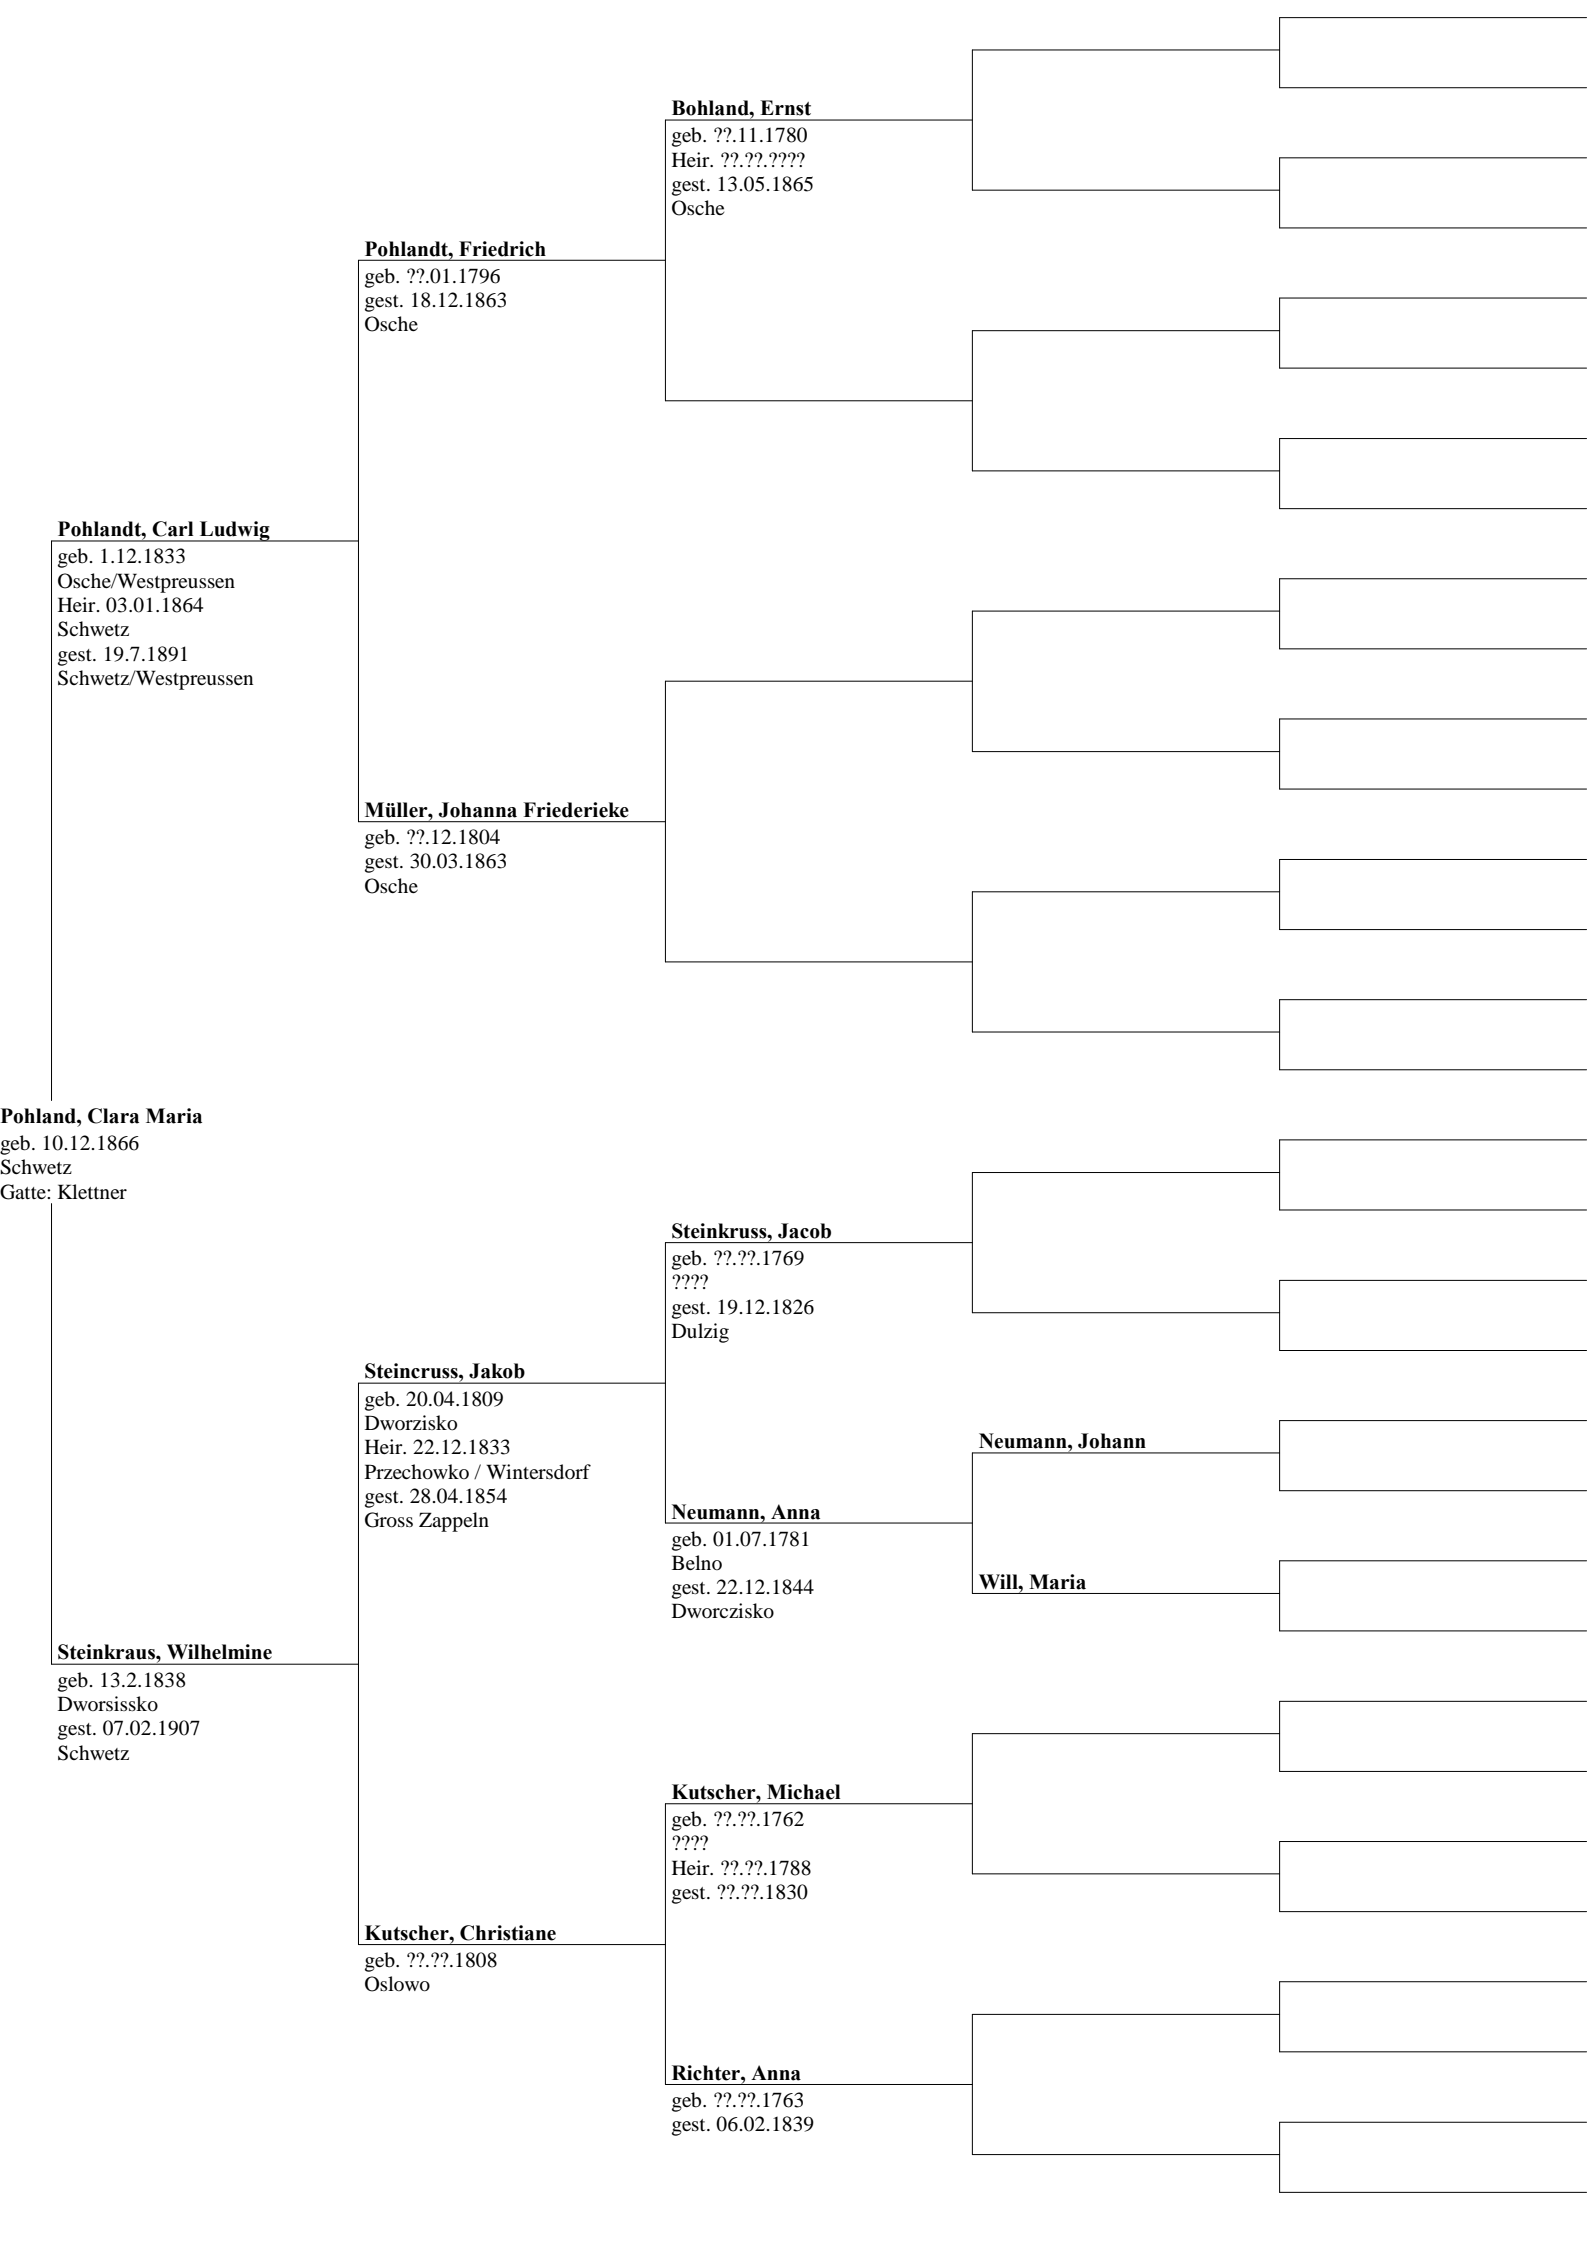 Bohland, Ernst
geb. ??.11.1780
Heir. ??.??.????
gest. 13.05.1865
Osche
Pohlandt, Friedrich
geb. ??.01.1796
gest. 18.12.1863
Osche
Pohlandt, Carl Ludwig
geb. 1.12.1833
Osche/Westpreussen
Heir. 03.01.1864
Schwetz
gest. 19.7.1891
Schwetz/Westpreussen
Müller, Johanna Friederieke
geb. ??.12.1804
gest. 30.03.1863
Osche
Pohland, Clara Maria
geb. 10.12.1866
Schwetz
Gatte: Klettner
Steinkruss, Jacob
geb. ??.??.1769
????
gest. 19.12.1826
Dulzig
Steincruss, Jakob
geb. 20.04.1809
Dworzisko
Heir. 22.12.1833
Przechowko / Wintersdorf
gest. 28.04.1854
Gross Zappeln
Neumann, Johann
Neumann, Anna
geb. 01.07.1781
Belno
gest. 22.12.1844
Dworczisko
Will, Maria
Steinkraus, Wilhelmine
geb. 13.2.1838
Dworsissko
gest. 07.02.1907
Schwetz
Kutscher, Michael
geb. ??.??.1762
????
Heir. ??.??.1788
gest. ??.??.1830
Kutscher, Christiane
geb. ??.??.1808
Oslowo
Richter, Anna
geb. ??.??.1763
gest. 06.02.1839